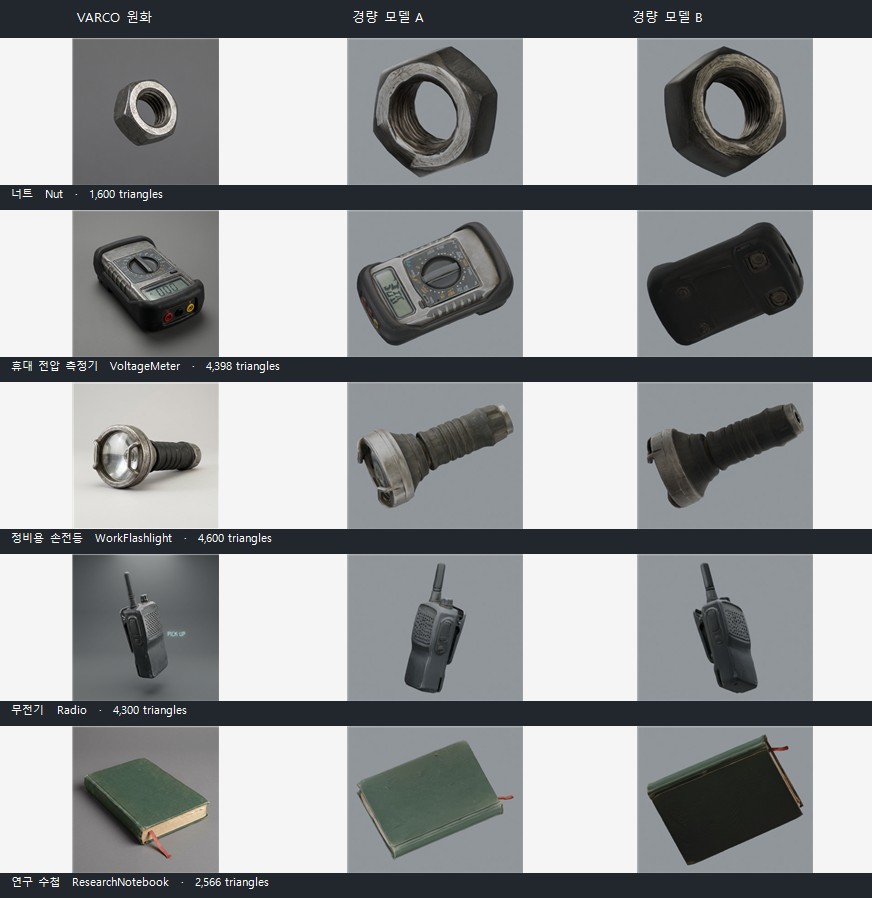 VARCO 원화 경량 모델 A 경량 모델 B
너트 Nut · 1,600 triangles
휴대 전압 측정기 VoltageMeter · 4,398 triangles
정비용 손전등 WorkFlashlight · 4,600 triangles
PICK UP
무전기 Radio · 4,300 triangles
연구 수첩 ResearchNotebook · 2,566 triangles